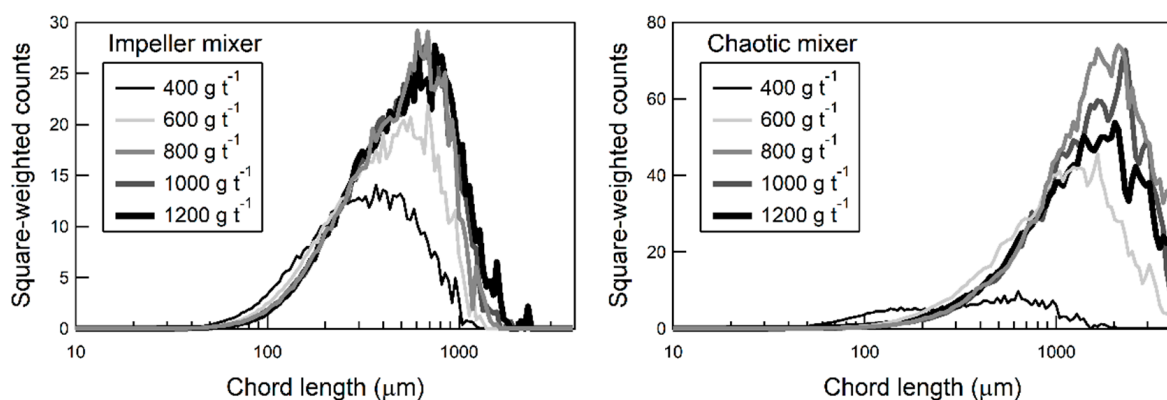 Impeller mixer
400 g t⁻¹
600 g t⁻¹
800 g t⁻¹
1000 g t⁻¹
1200 g t⁻¹
Square-weighted counts
30
25
20
15
10
5
0
10
100
1000
Chord length (μm)
Chaotic mixer
400 g t⁻¹
600 g t⁻¹
800 g t⁻¹
1000 g t⁻¹
1200 g t⁻¹
Square-weighted counts
80
60
40
20
0
10
100
1000
Chord length (μm)